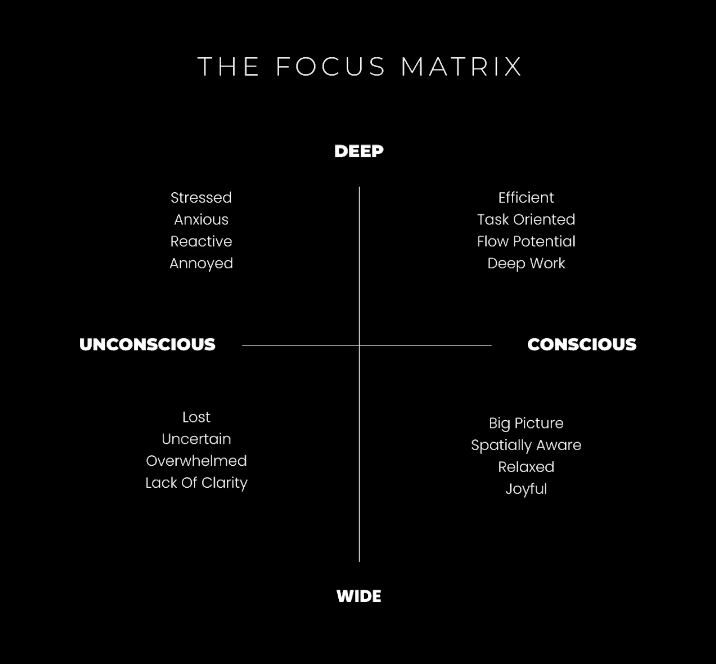 THE FOCUS MATRIX
DEEP
Stressed
Anxious
Reactive
Annoyed
Efficient
Task Oriented
Flow Potential
Deep Work
UNCONSCIOUS
CONSCIOUS
Lost
Uncertain
Overwhelmed
Lack Of Clarity
Big Picture
Spatially Aware
Relaxed
Joyful
WIDE